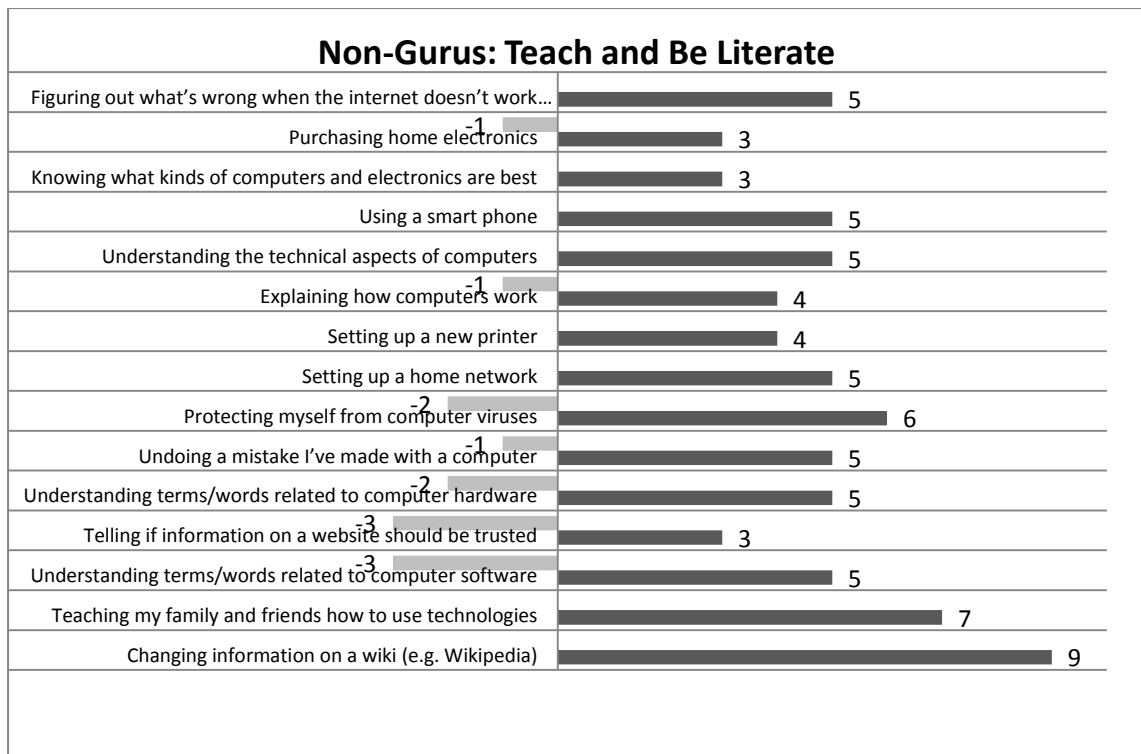 Non-Gurus: Teach and Be Literate
Figuring out what’s wrong when the internet doesn’t work… 5
-1
Purchasing home electronics 3
Knowing what kinds of computers and electronics are best 3
Using a smart phone 5
Understanding the technical aspects of computers 5
-1
Explaining how computers work 4
Setting up a new printer 4
Setting up a home network 5
-2
Protecting myself from computer viruses 6
-1
Undoing a mistake I’ve made with a computer 5
-2
Understanding terms/words related to computer hardware 5
-3
Telling if information on a website should be trusted 3
-3
Understanding terms/words related to computer software 5
Teaching my family and friends how to use technologies 7
Changing information on a wiki (e.g. Wikipedia) 9